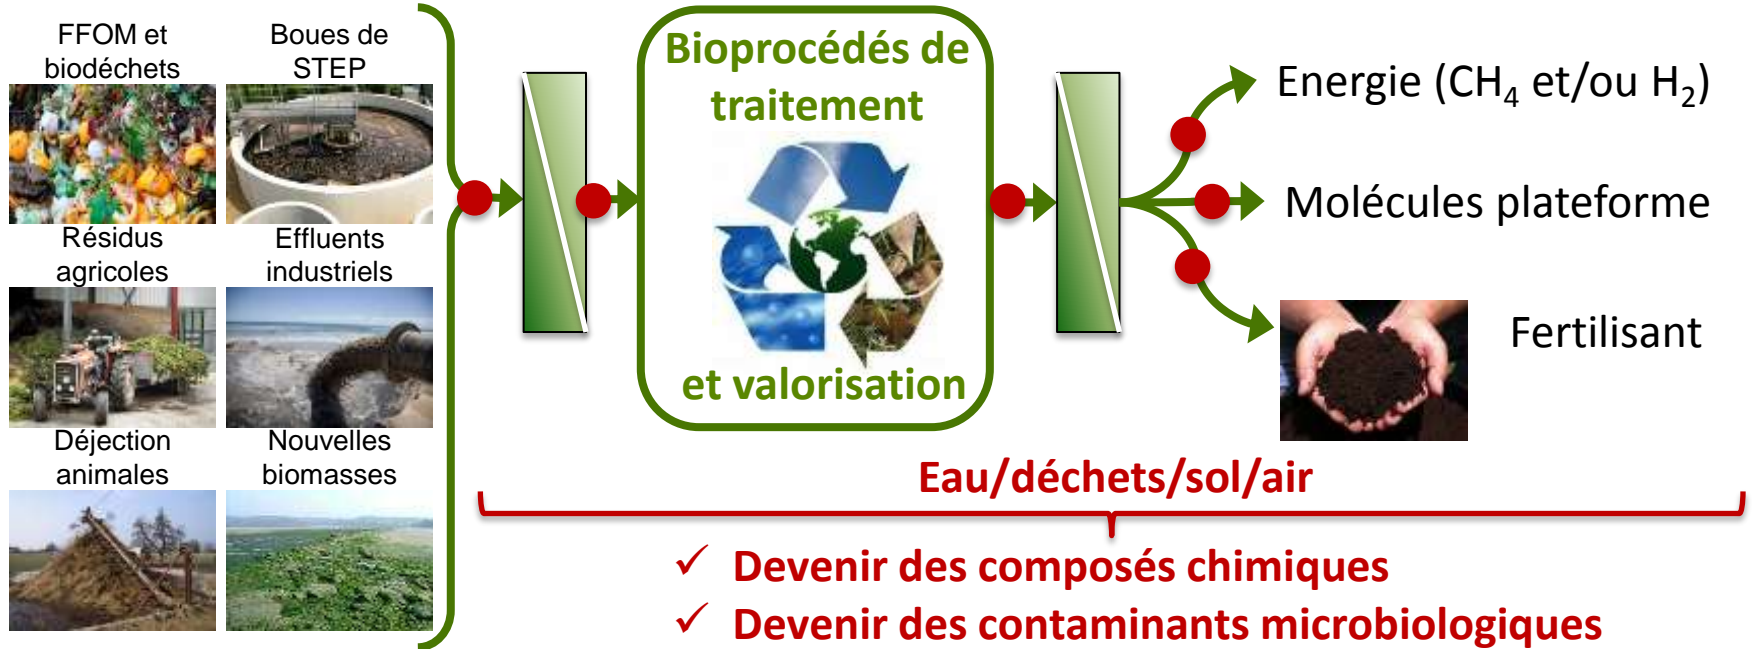 FFOM et
biodéchets
Boues de
STEP
Résidus
agricoles
Effluents
industriels
Déjection
animales
Nouvelles
biomasses
Bioprocédés de
traitement
et valorisation
Energie (CH₄ et/ou H₂)
Molécules plateforme
Fertilisant
Eau/déchets/sol/air
✓ Devenir des composés chimiques
✓ Devenir des contaminants microbiologiques